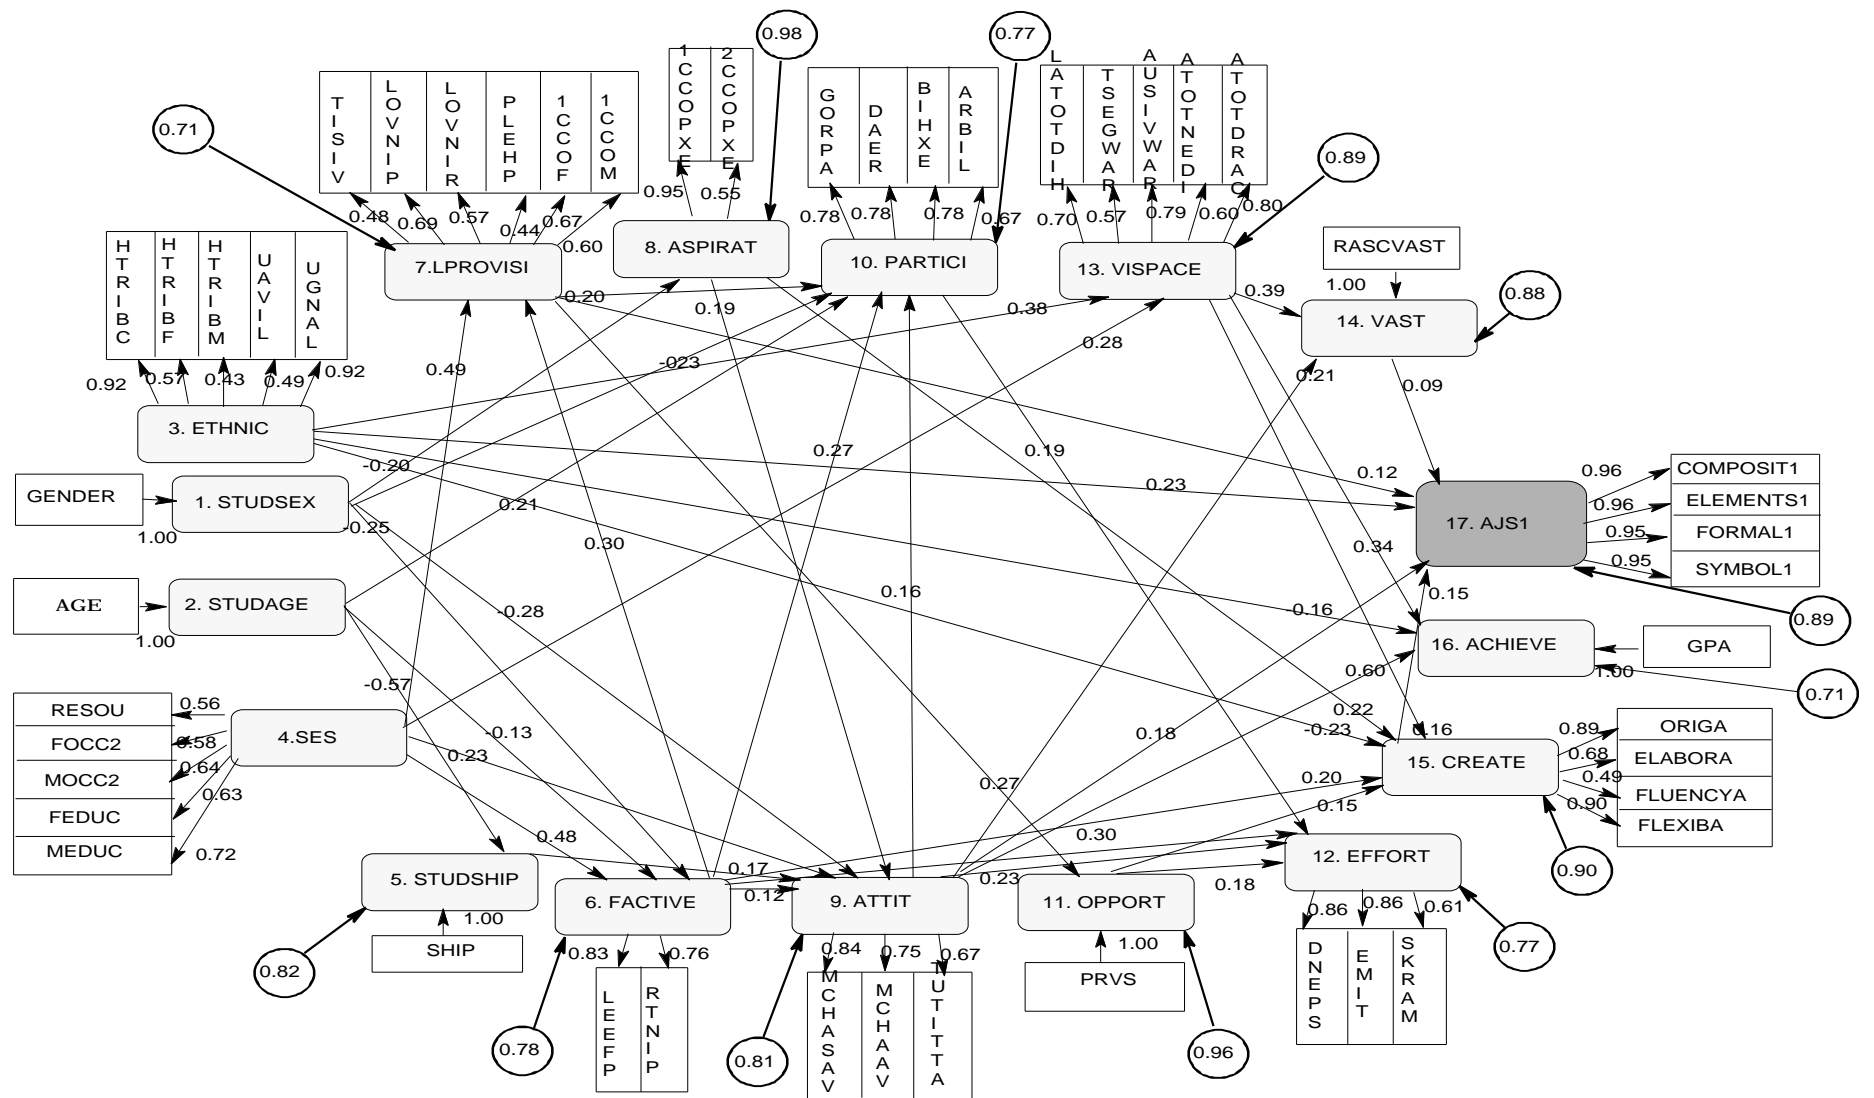 0.98
0.77
0.71
0.89
TISIV
LOVNIP
LOVNIR
PLEHP
1CCOF
1CCOM
1CCOPXE
2CCOPXE
GORPA
DAER
BIHXE
ARBIL
LATOTDIH
TSEGWAR
AUSIVWAR
ATOTNEDI
ATOTDRAC
0.48
0.69
0.57
0.44
0.67
0.60
0.95
0.55
0.78
0.78
0.78
0.67
0.70
0.57
0.79
0.60
0.80
7.LPROVISI
8. ASPIRAT
10. PARTICI
13. VISPACE
RASCVAST
1.00
14. VAST
0.88
0.39
HTRIBC
HTRIBF
HTRIBM
UAVIL
UGNAL
0.92
0.57
0.43
0.49
0.92
3. ETHNIC
0.20
0.19
0.38
0.28
-023
0.49
0.21
0.09
GENDER
1.00
1. STUDSEX
-0.20
-0.25
0.21
0.27
0.19
0.23
0.12
0.30
0.34
17. AJS1
0.96
0.96
0.95
0.95
COMPOSIT1
ELEMENTS1
FORMAL1
SYMBOL1
0.89
AGE
1.00
2. STUDAGE
-0.28
0.16
-0.16
0.15
16. ACHIEVE
GPA
1.00
0.71
-0.57
0.60
RESOU
FOCC2
MOCC2
FEDUC
MEDUC
0.56
0.58
0.64
0.63
0.72
4.SES
-0.13
0.23
0.18
0.22
-0.23
0.16
15. CREATE
0.89
0.68
0.49
0.90
ORIGA
ELABORA
FLUENCYA
FLEXIBA
0.90
0.48
0.27
0.20
0.15
0.30
5. STUDSHIP
1.00
SHIP
0.82
0.17
0.12
6. FACTIVE
0.83
0.76
LEEFP
RTNIP
0.78
9. ATTIT
0.84
0.75
0.67
MCHASAV
MCHAAV
TUTITTA
0.81
0.23
0.18
11. OPPORT
1.00
PRVS
0.96
12. EFFORT
0.86
0.86
0.61
DNEPS
EMIT
SKRAM
0.77